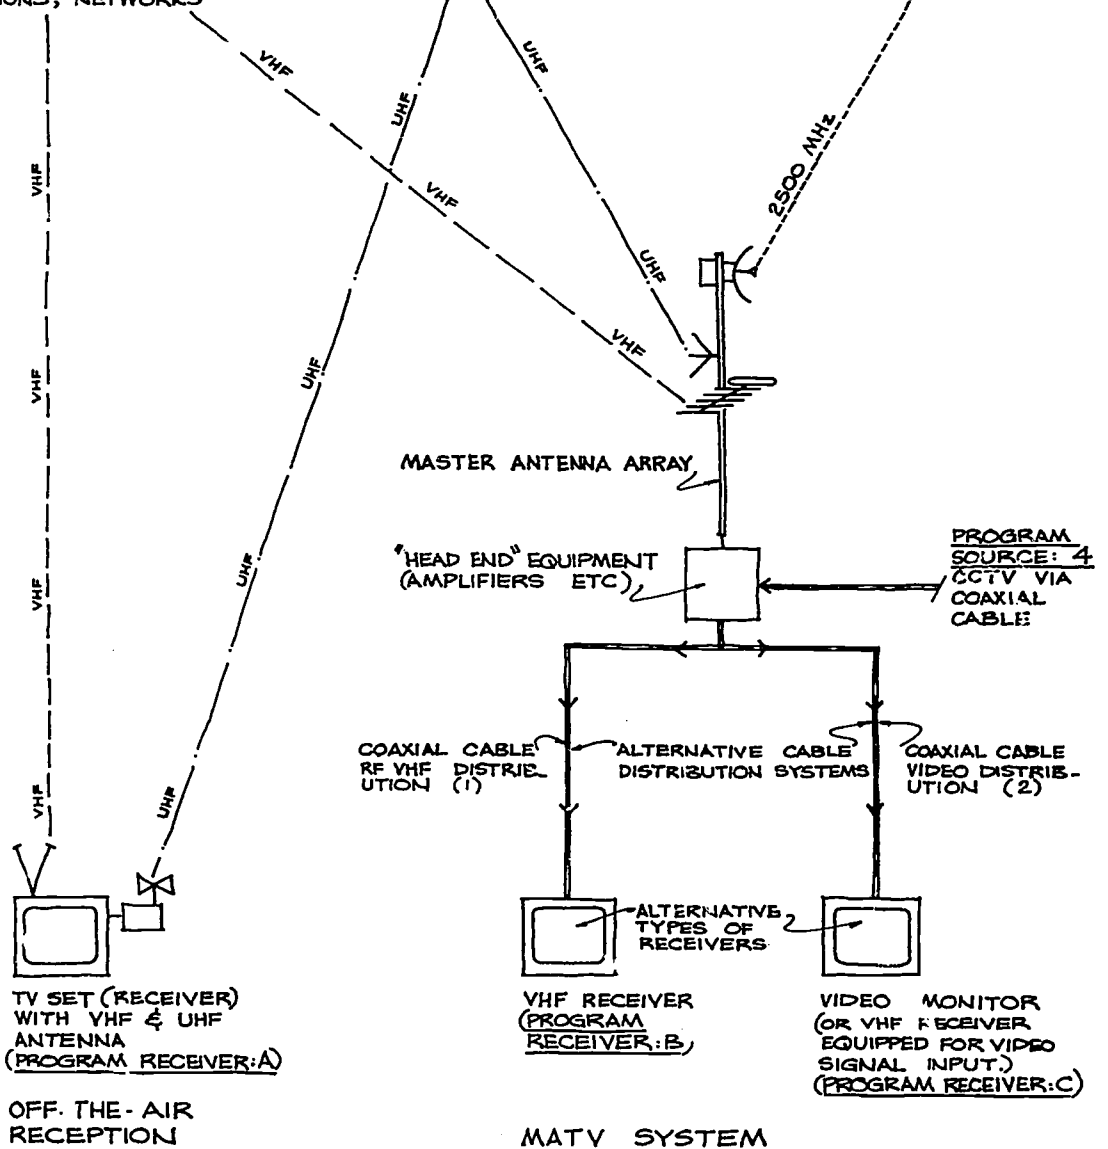 NETWORKS
VHF
UHF
UHF
VHF
VHF
2500 MHz
UHF
VHF
VHF
UHF
MASTER ANTENNA ARRAY
"HEAD END" EQUIPMENT
(AMPLIFIERS ETC)
PROGRAM
SOURCE: 4
CCTV VIA
COAXIAL
CABLE
UHF
VHF
COAXIAL CABLE
RF VHF DISTRIB-
UTION (1)
ALTERNATIVE CABLE
DISTRIBUTION SYSTEMS
COAXIAL CABLE
VIDEO DISTRIB-
UTION (2)
VHF
UHF
ALTERNATIVE
TYPES OF
RECEIVERS
TV SET (RECEIVER)
WITH VHF & UHF
ANTENNA
(PROGRAM RECEIVER:A)
VHF RECEIVER
(PROGRAM
RECEIVER:B)
VIDEO MONITOR
(OR VHF RECEIVER
EQUIPPED FOR VIDEO
SIGNAL INPUT.)
(PROGRAM RECEIVER:C)
OFF-THE-AIR
RECEPTION
MATV SYSTEM